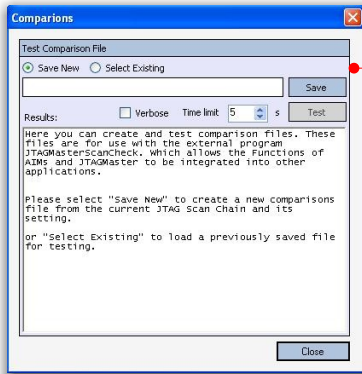 Comparions
Test Comparison File
Save New Select Existing
Save
Results: Verbose Time limit 5 s Test
Here you can create and test comparison files. These
files are for use with the external program
JTAGMasterScanCheck. Which allows the Functions of
AIMs and JTAGMaster to be integrated into other
applications.
Please select "Save New" to create a new comparisons
file from the current JTAG Scan Chain and its
setting.
or "Select Existing" to load a previously saved file
for testing.
Close